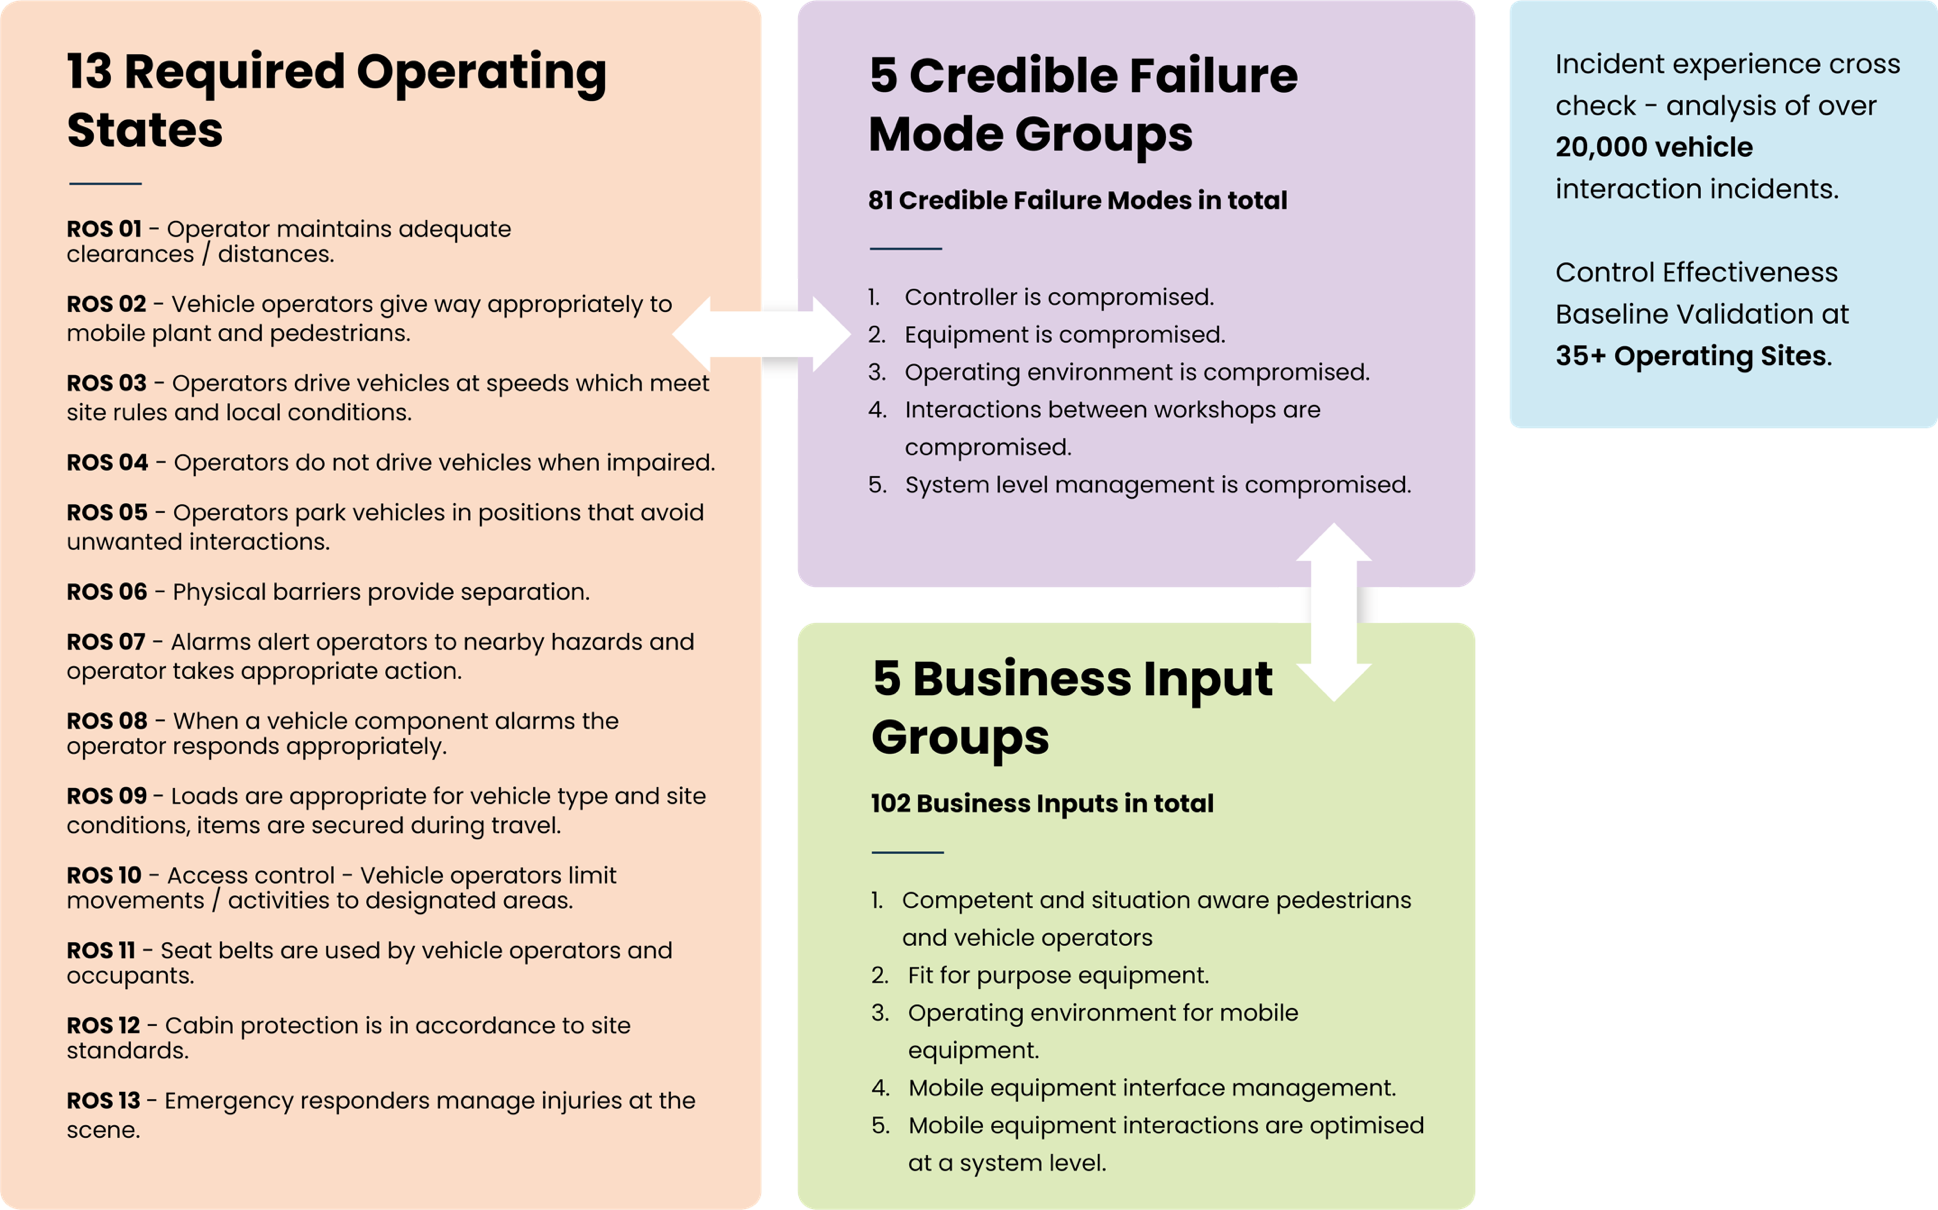 13 Required Operating
States
ROS 01 - Operator maintains adequate
clearances / distances.
ROS 02 - Vehicle operators give way appropriately to
mobile plant and pedestrians.
ROS 03 - Operators drive vehicles at speeds which meet
site rules and local conditions.
ROS 04 - Operators do not drive vehicles when impaired.
ROS 05 - Operators park vehicles in positions that avoid
unwanted interactions.
ROS 06 - Physical barriers provide separation.
ROS 07 - Alarms alert operators to nearby hazards and
operator takes appropriate action.
ROS 08 - When a vehicle component alarms the
operator responds appropriately.
ROS 09 - Loads are appropriate for vehicle type and site
conditions, items are secured during travel.
ROS 10 - Access control - Vehicle operators limit
movements / activities to designated areas.
ROS 11 - Seat belts are used by vehicle operators and
occupants.
ROS 12 - Cabin protection is in accordance to site
standards.
ROS 13 - Emergency responders manage injuries at the
scene.
5 Credible Failure
Mode Groups
81 Credible Failure Modes in total
1. Controller is compromised.
2. Equipment is compromised.
3. Operating environment is compromised.
4. Interactions between workshops are
compromised.
5. System level management is compromised.
5 Business Input
Groups
102 Business Inputs in total
1. Competent and situation aware pedestrians
and vehicle operators
2. Fit for purpose equipment.
3. Operating environment for mobile
equipment.
4. Mobile equipment interface management.
5. Mobile equipment interactions are optimised
at a system level.
Incident experience cross
check - analysis of over
20,000 vehicle
interaction incidents.
Control Effectiveness
Baseline Validation at
35+ Operating Sites.